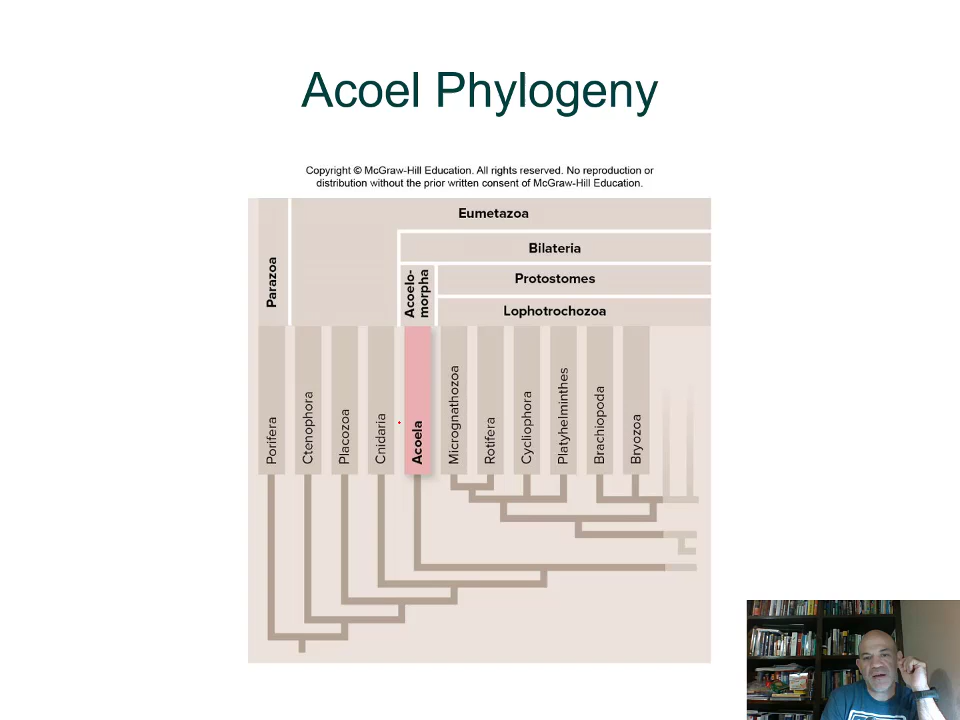 Acoel Phylogeny
Copyright © McGraw-Hill Education. All rights reserved. No reproduction or
distribution without the prior written consent of McGraw-Hill Education.
Parazoa
Eumetazoa
Bilateria
Acoelo-
morpha
Protostomes
Lophotrochozoa
Porifera
Ctenophora
Placozoa
Cnidaria
Acoela
Micrognathozoa
Rotifera
Cycliophora
Platyhelminthes
Brachiopoda
Bryozoa